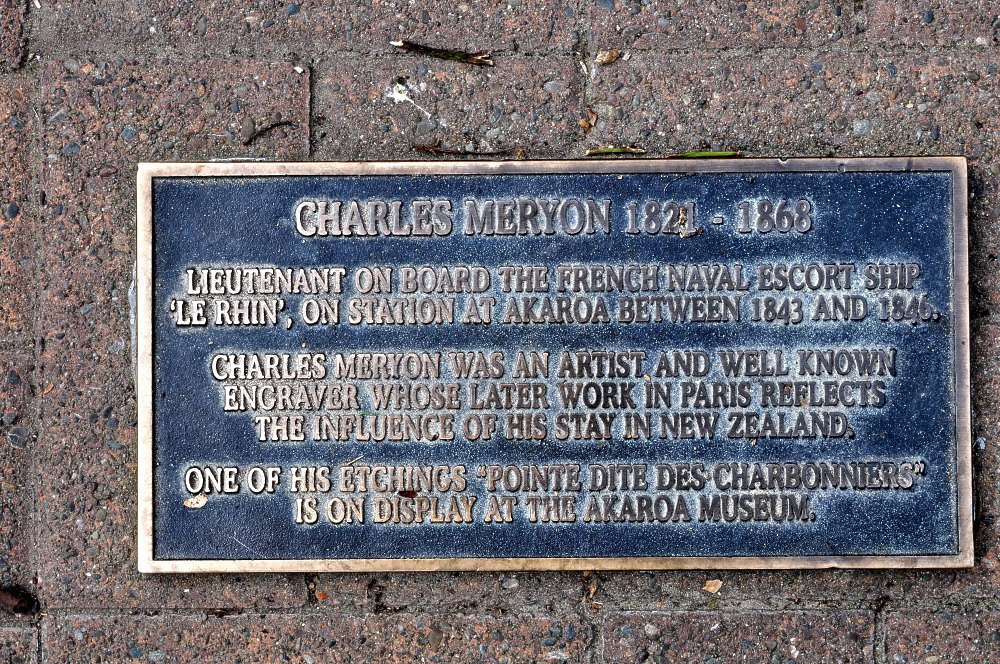 CHARLES MERYON 1821 - 1868
LIEUTENANT ON BOARD THE FRENCH NAVAL ESCORT SHIP
'LE RHIN', ON STATION AT AKAROA BETWEEN 1843 AND 1846.
CHARLES MERYON WAS AN ARTIST AND WELL KNOWN
ENGRAVER WHOSE LATER WORK IN PARIS REFLECTS
THE INFLUENCE OF HIS STAY IN NEW ZEALAND.
ONE OF HIS ETCHINGS "POINTE DITE DES CHARBONNIERS"
IS ON DISPLAY AT THE AKAROA MUSEUM.